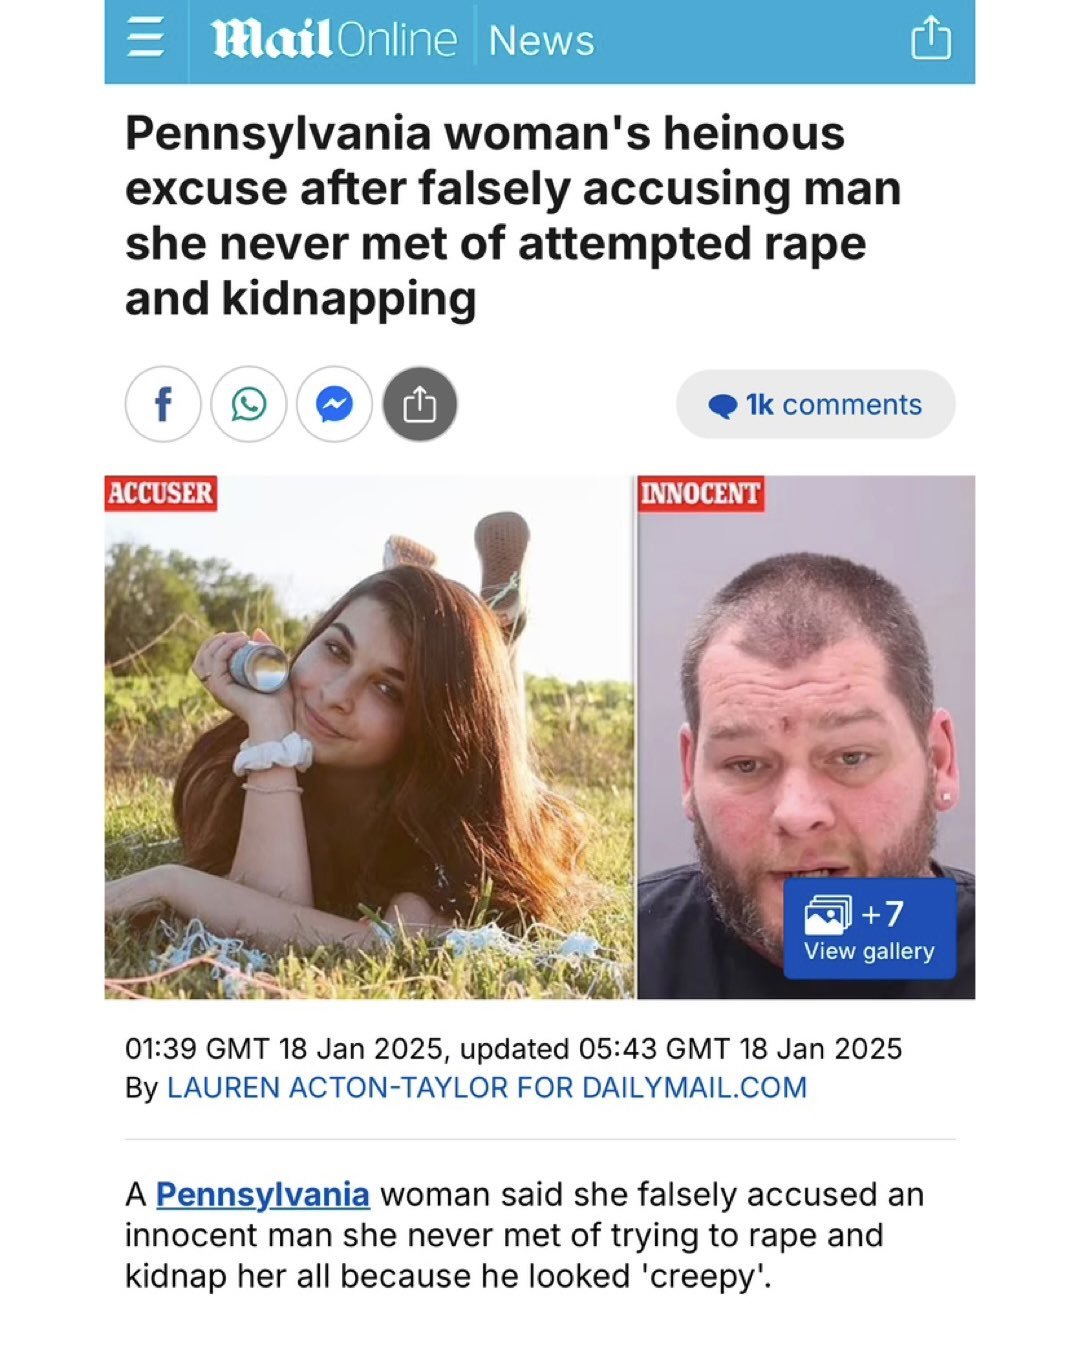 Mail Online News
Pennsylvania woman's heinous
excuse after falsely accusing man
she never met of attempted rape
and kidnapping
1k comments
ACCUSER
INNOCENT
+7
View gallery
01:39 GMT 18 Jan 2025, updated 05:43 GMT 18 Jan 2025
By LAUREN ACTON-TAYLOR FOR DAILYMAIL.COM
A Pennsylvania woman said she falsely accused an
innocent man she never met of trying to rape and
kidnap her all because he looked 'creepy'.